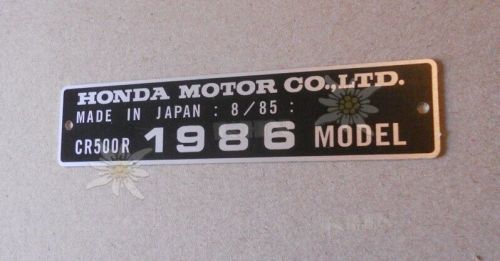 HONDA MOTOR CO.,LTD.
MADE IN JAPAN : 8/85 :
CR500R 1986 MODEL